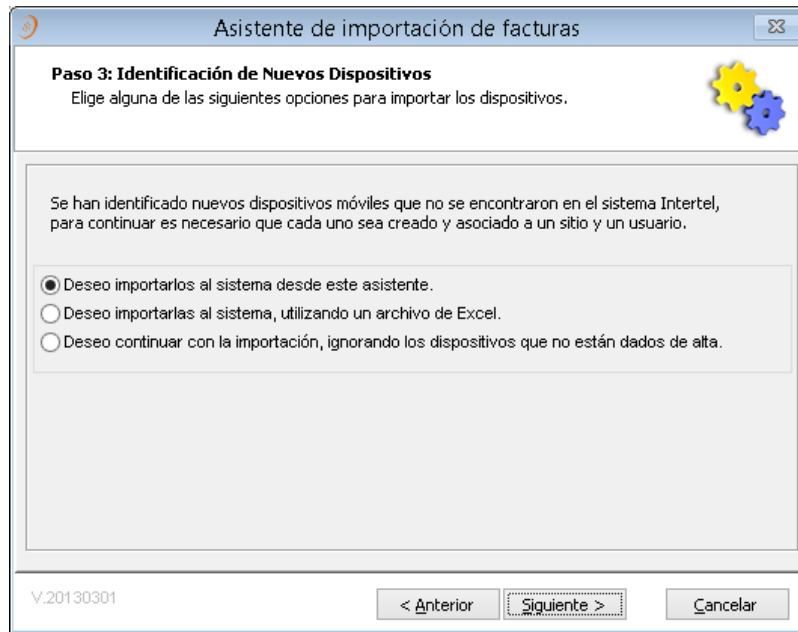 Asistente de importación de facturas
Paso 3: Identificación de Nuevos Dispositivos
Elige alguna de las siguientes opciones para importar los dispositivos.
Se han identificado nuevos dispositivos móviles que no se encontraron en el sistema Intertel,
para continuar es necesario que cada uno sea creado y asociado a un sitio y un usuario.
Deseo importarlos al sistema desde este asistente.
Deseo importarlas al sistema, utilizando un archivo de Excel.
Deseo continuar con la importación, ignorando los dispositivos que no están dados de alta.
V.20130301
< Anterior
Siguiente >
Cancelar